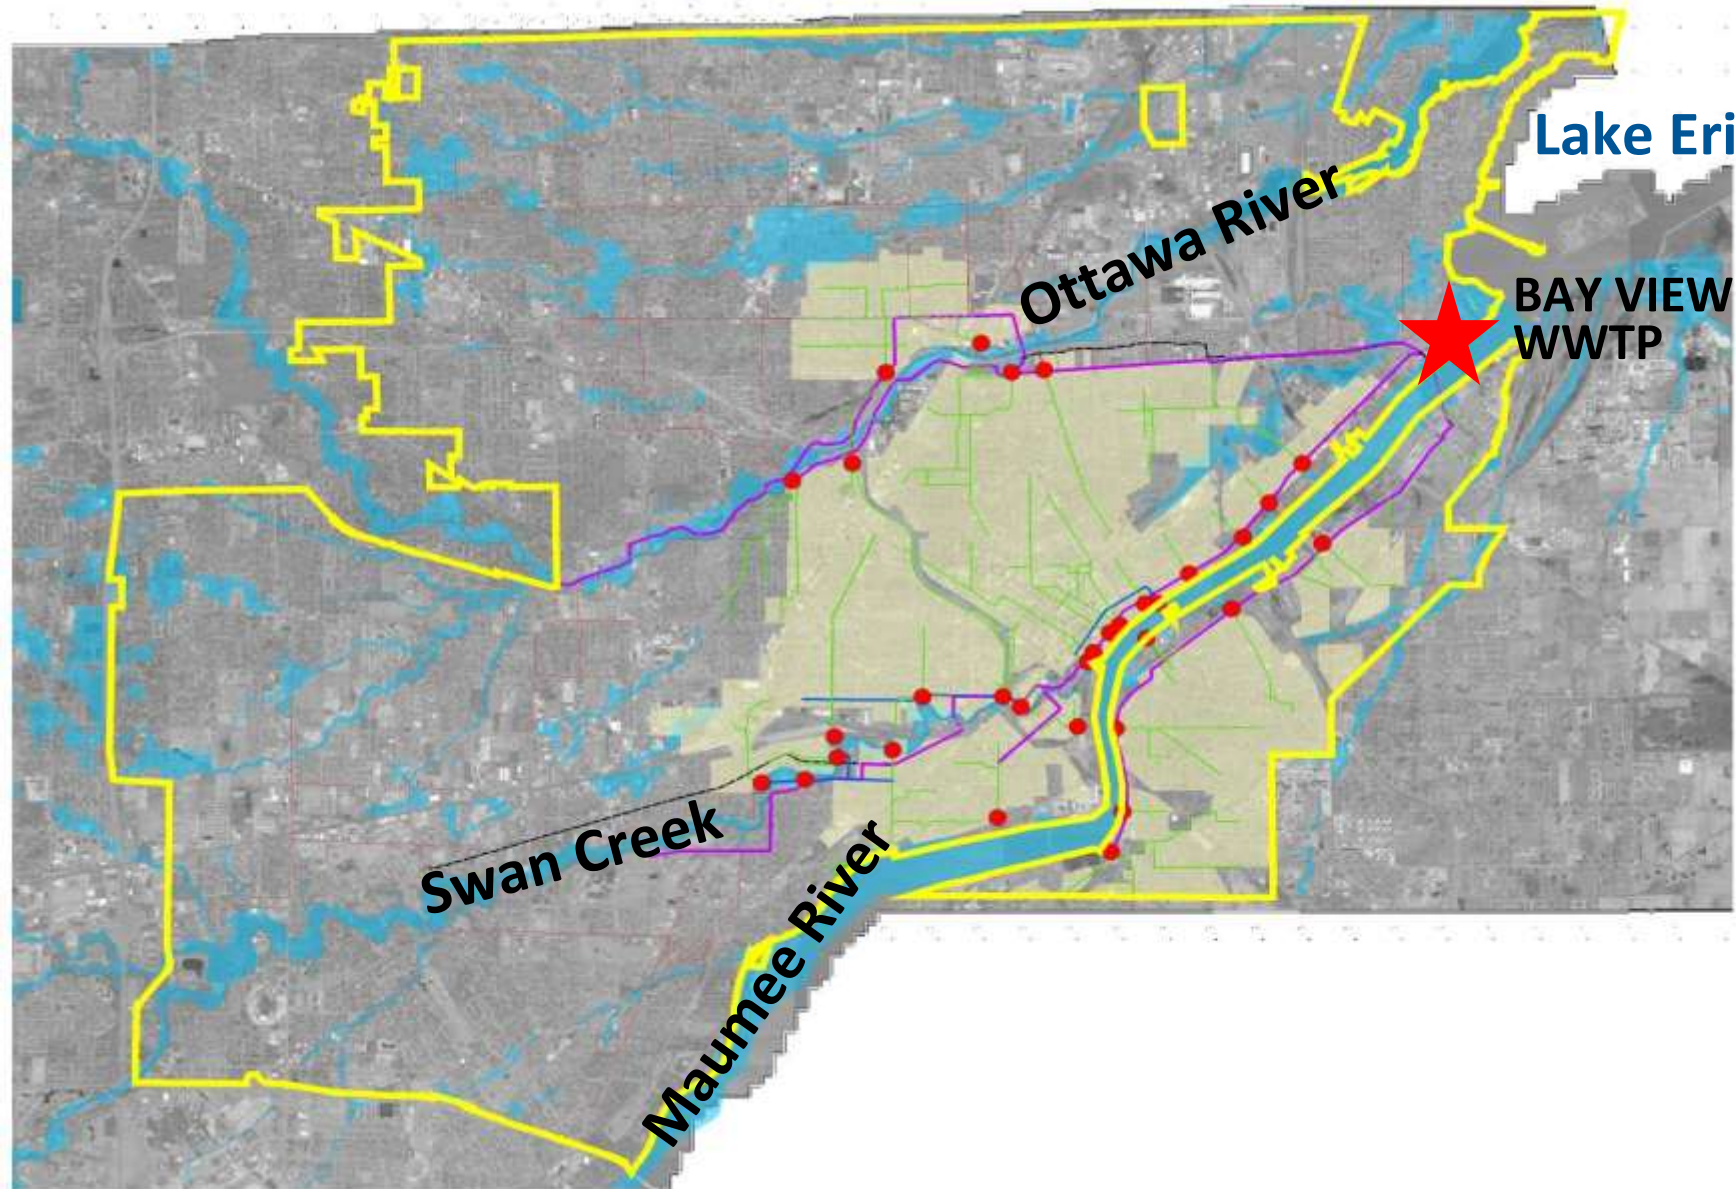 Lake Eri
Ottawa River
BAY VIEW
WWTP
Swan Creek
Maumee River